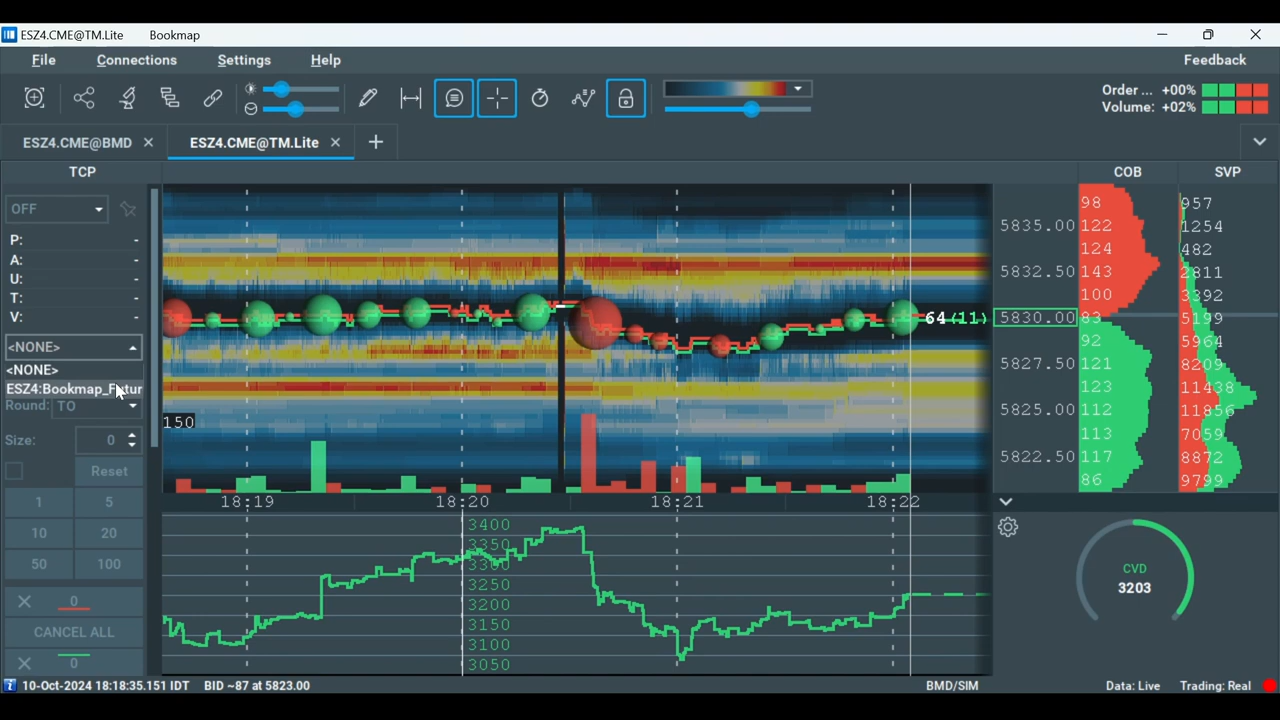 ESZ4.CME@TM.Lite Bookmap
File Connections Settings Help Feedback
Order ... +00%
Volume: +02%
ESZ4.CME@BMD ESZ4.CME@TM.Lite
TCP COB SVP
OFF
P: -
A: -
U: -
T: -
V: -
<NONE>
<NONE>
Round: TO
Size: 0
Reset
1 5
10 20
50 100
0
CANCEL ALL
0
150
64(11)
18:19 18:20 18:21 18:22
5835.00
5832.50
5830.00
5827.50
5825.00
5822.50
98 957
122 1254
124 482
143 2811
100 3392
83 5199
92 5964
121 8209
123 11438
112 11856
113 7059
117 8872
86 9799
3400
3350
3300
3250
3200
3150
3100
3050
CVD
3203
10-Oct-2024 18:18:35.151 IDT BID ~87 at 5823.00 BMD/SIM Data: Live Trading: Real